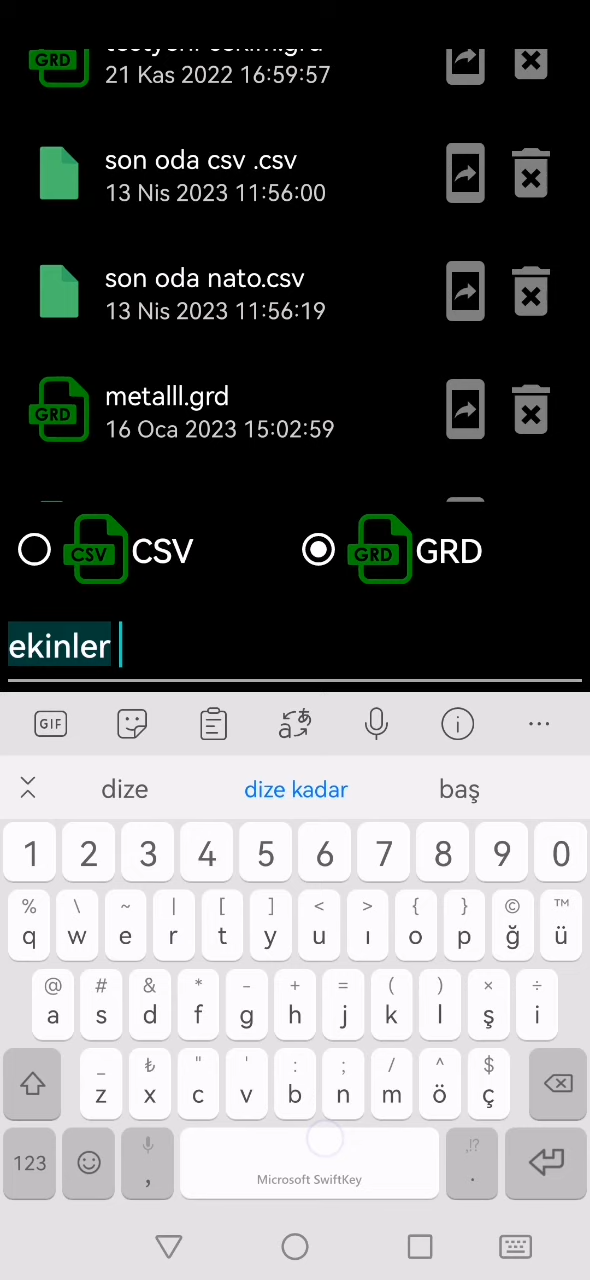 GRD
21 Kas 2022 16:59:57
son oda csv .csv
13 Nis 2023 11:56:00
son oda nato.csv
13 Nis 2023 11:56:19
GRD
metalll.grd
16 Oca 2023 15:02:59
CSV CSV GRD GRD
ekinler
GIF
dize dize kadar baş
1 2 3 4 5 6 7 8 9 0
% \ ~ | [ ] < > { } © ™
q w e r t y u ı o p ğ ü
@ # & * - + = ( ) × ÷
a s d f g h j k l ş i
_ ₺ " ' : ; / ^ $
z x c v b n m ö ç
,!?
123 , Microsoft SwiftKey .